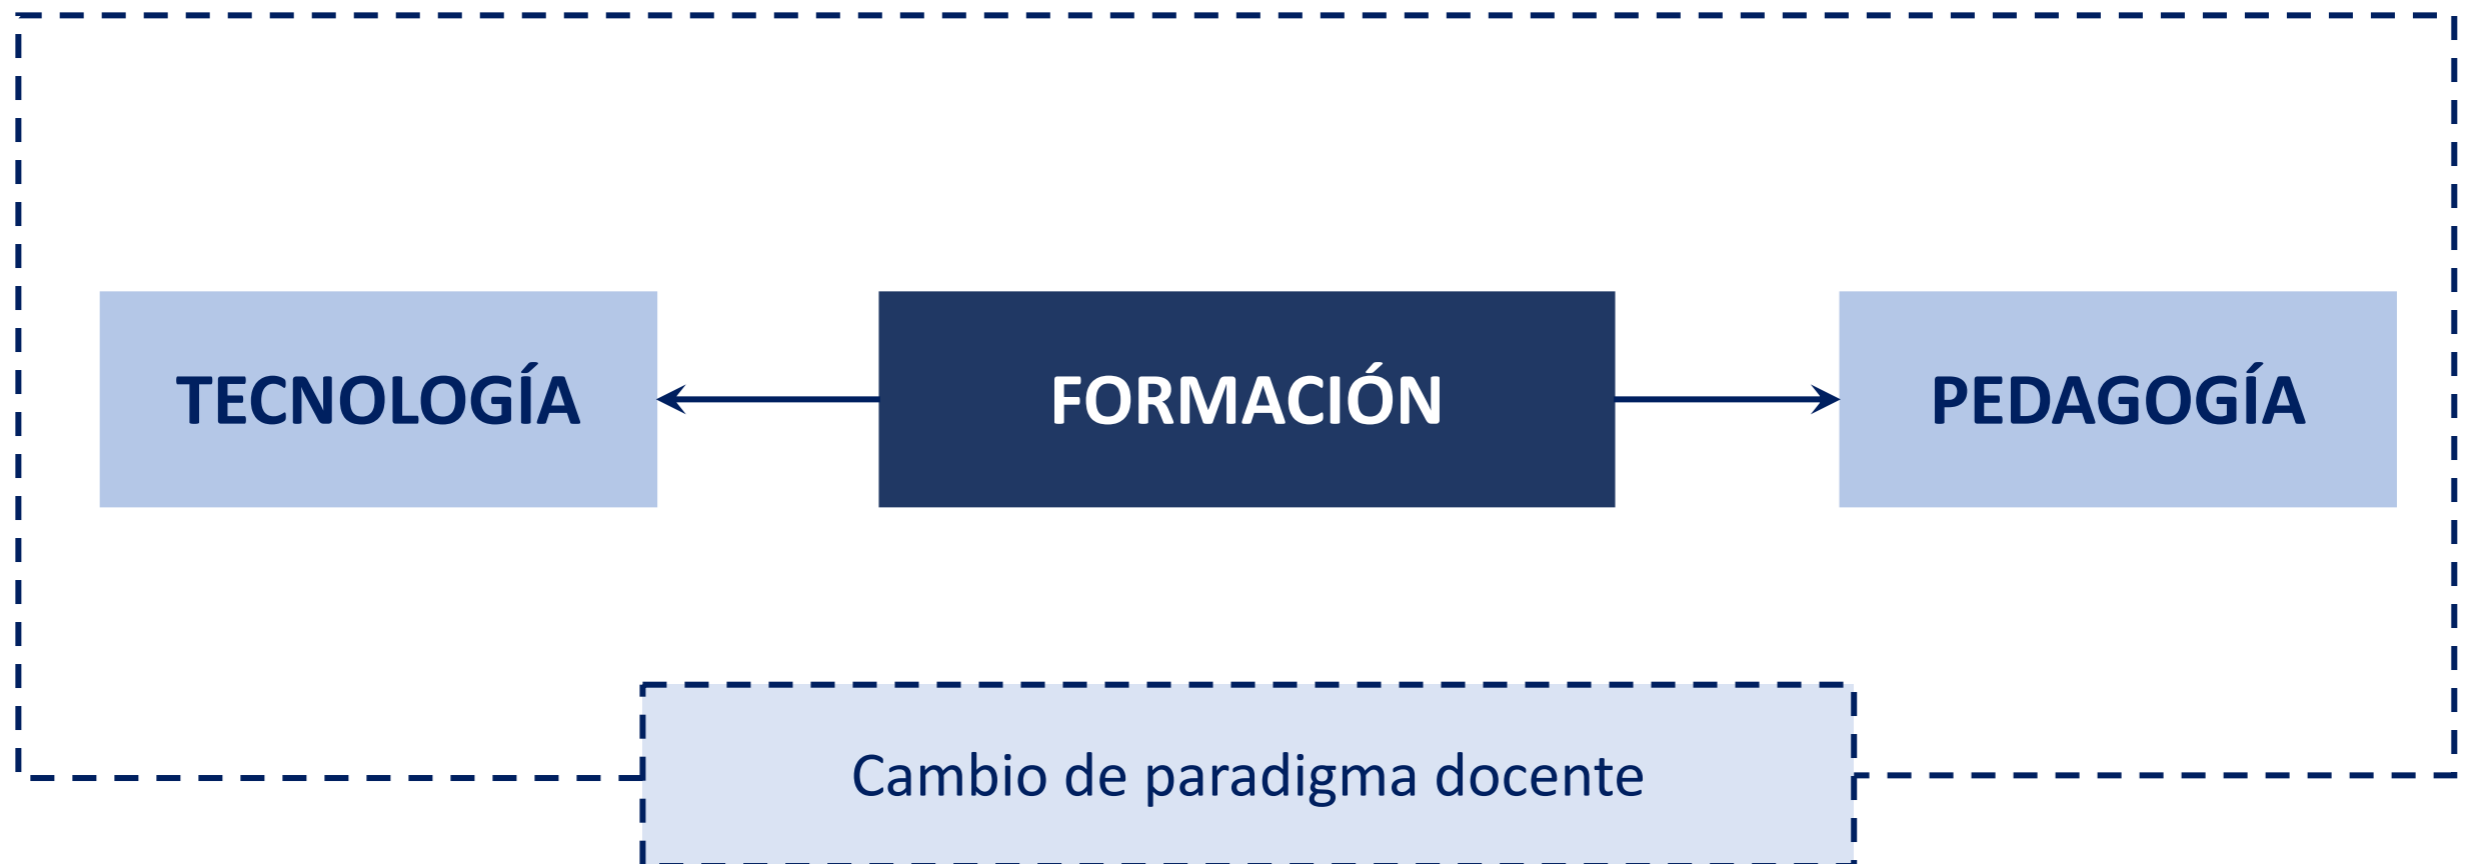 TECNOLOGÍA
FORMACIÓN
PEDAGOGÍA
Cambio de paradigma docente